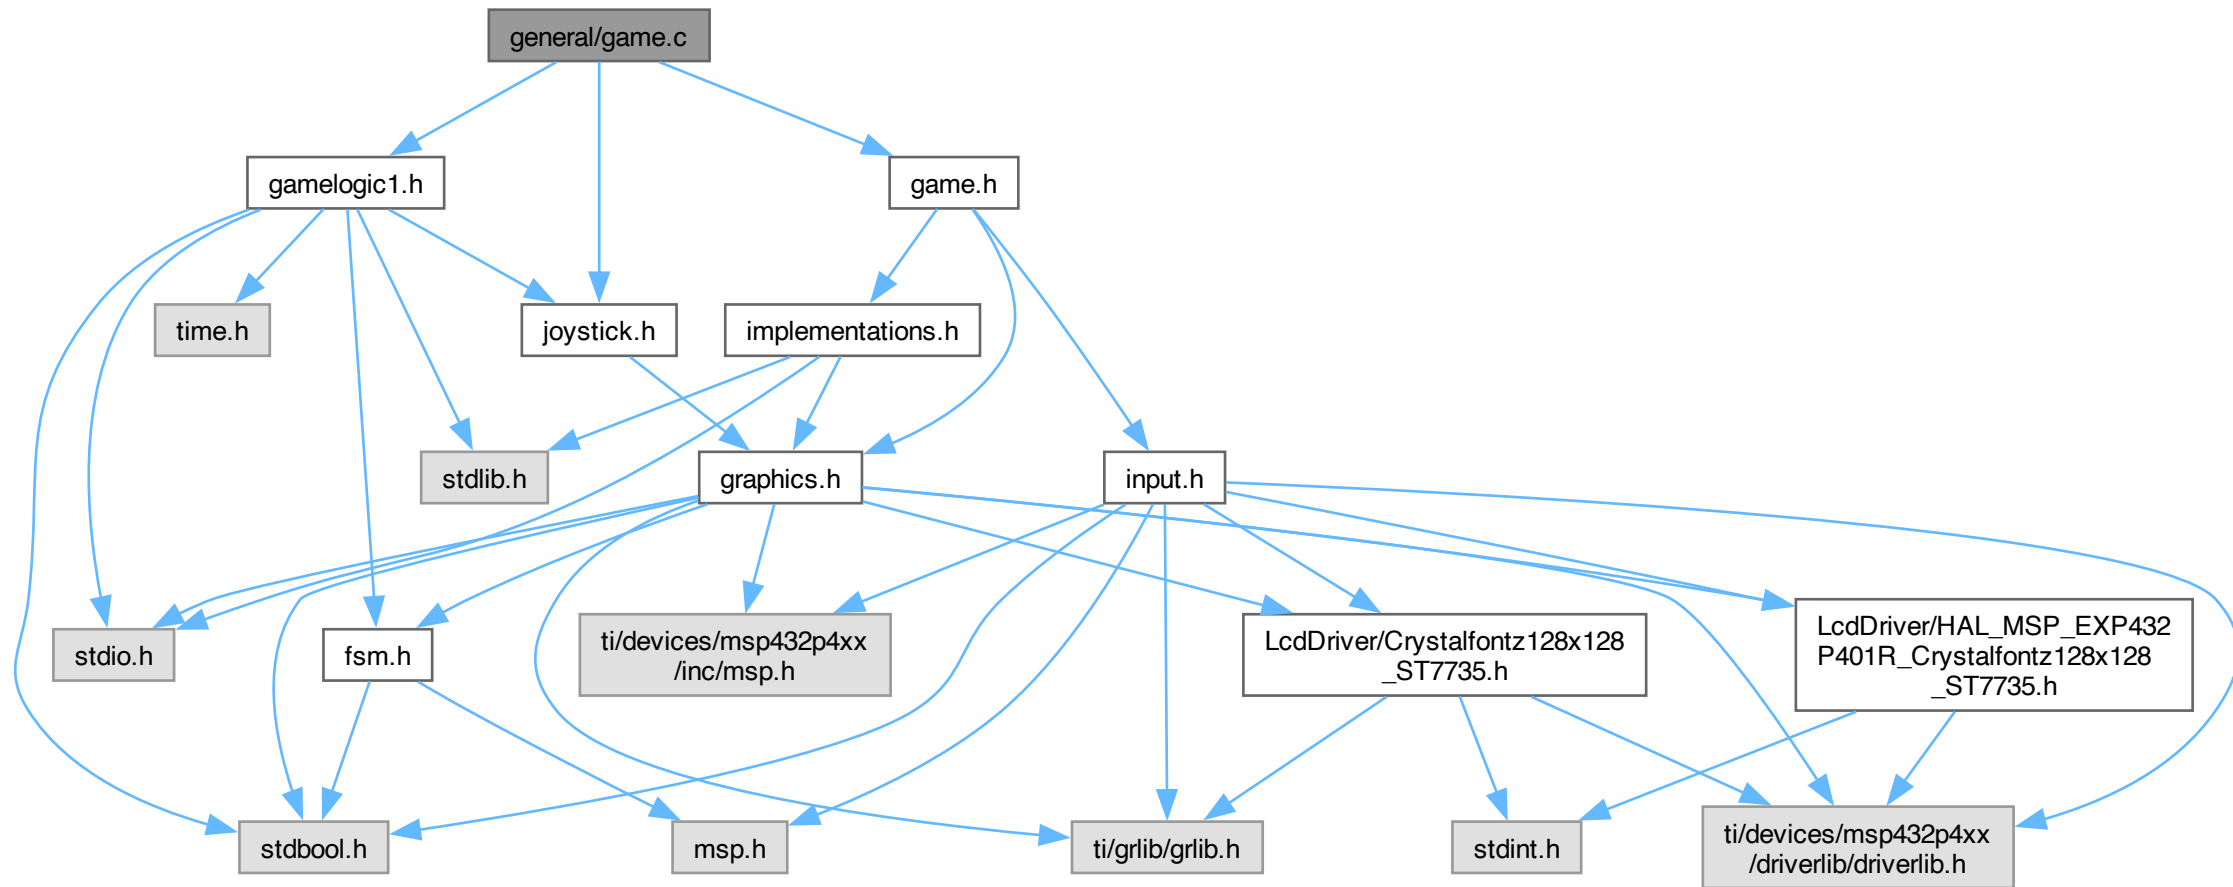 general/game.c
gamelogic1.h
game.h
time.h
joystick.h
implementations.h
stdlib.h
graphics.h
input.h
stdio.h
fsm.h
ti/devices/msp432p4xx
/inc/msp.h
LcdDriver/Crystalfontz128x128
_ST7735.h
LcdDriver/HAL_MSP_EXP432
P401R_Crystalfontz128x128
_ST7735.h
stdbool.h
msp.h
ti/grlib/grlib.h
stdint.h
ti/devices/msp432p4xx
/driverlib/driverlib.h